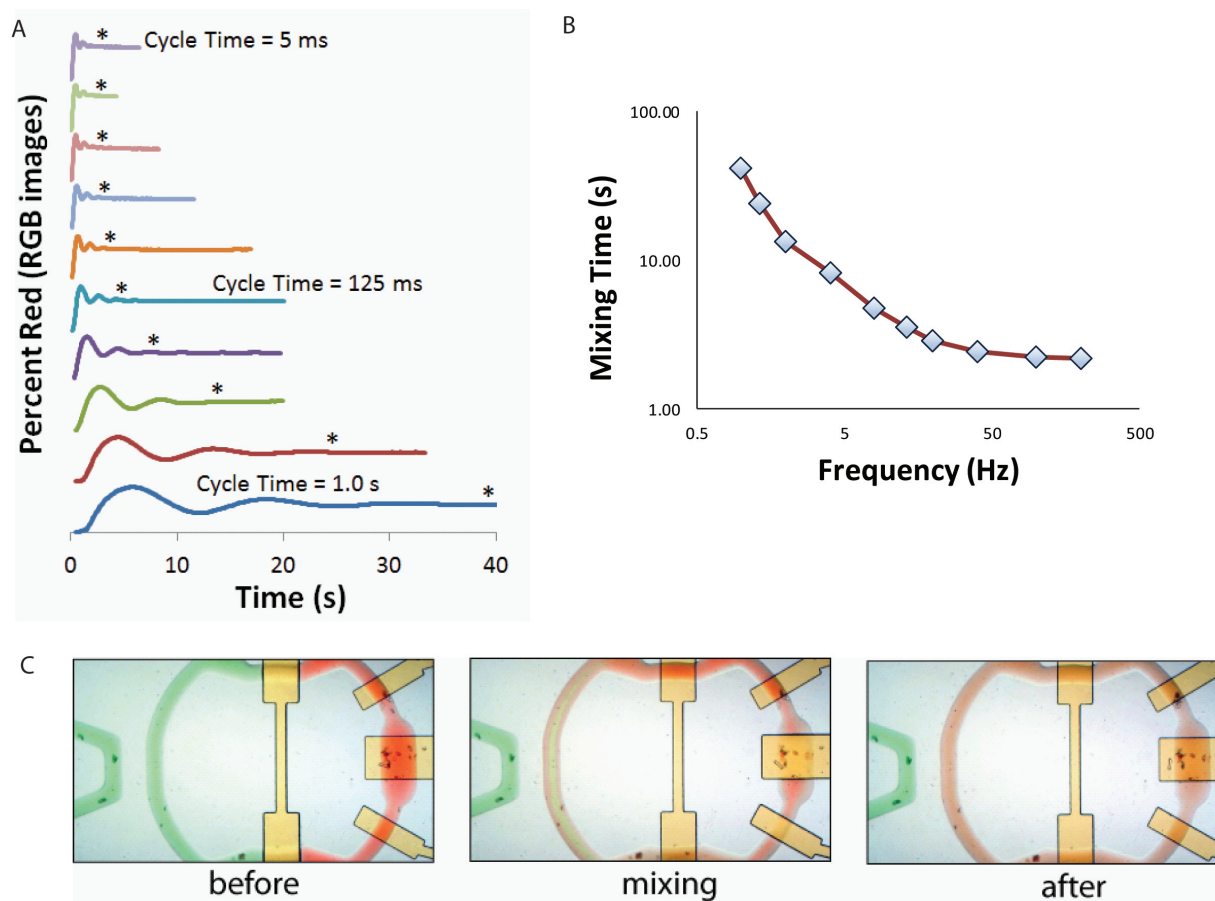 A
Cycle Time = 5 ms
*
*
*
*
*
Cycle Time = 125 ms
*
*
*
*
Cycle Time = 1.0 s
*
Percent Red (RGB images)
0 10 20 30 40
Time (s)
B
100.00
10.00
1.00
Mixing Time (s)
0.5 5 50 500
Frequency (Hz)
C
before mixing after